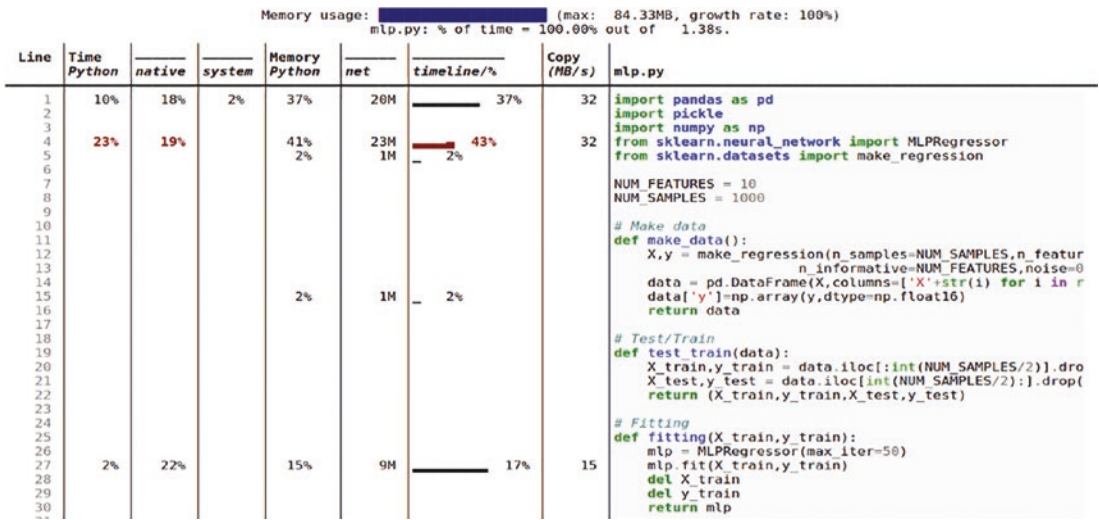 Memory usage: (max: 84.33MB, growth rate: 100%)
mlp.py: % of time = 100.00% out of 1.38s.
Line Time Python native system Memory Python net timeline/% Copy (MB/s) mlp.py
1 10% 18% 2% 37% 20M 37% 32 import pandas as pd
2 import pickle
3 import numpy as np
4 23% 19% 41% 23M 43% 32 from sklearn.neural_network import MLPRegressor
5 2% 1M 2% from sklearn.datasets import make_regression
6
7 NUM_FEATURES = 10
8 NUM_SAMPLES = 1000
9
10 # Make data
11 def make_data():
12 X,y = make_regression(n_samples=NUM_SAMPLES,n_featur
13 n_informative=NUM_FEATURES,noise=0
14 data = pd.DataFrame(X,columns=['X'+str(i) for i in r
15 2% 1M 2% data['y']=np.array(y,dtype=np.float16)
16 return data
17
18 # Test/Train
19 def test_train(data):
20 X_train,y_train = data.iloc[:int(NUM_SAMPLES/2)].dro
21 X_test,y_test = data.iloc[int(NUM_SAMPLES/2):].drop(
22 return (X_train,y_train,X_test,y_test)
23
24 # Fitting
25 def fitting(X_train,y_train):
26 mlp = MLPRegressor(max_iter=50)
27 2% 22% 15% 9M 17% 15 mlp.fit(X_train,y_train)
28 del X_train
29 del y_train
30 return mlp